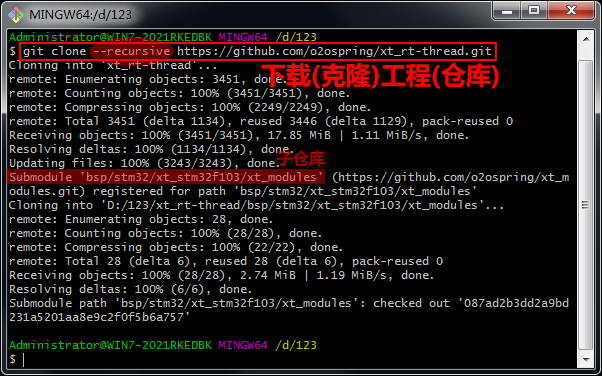 MINGW64:/d/123
Administrator@WIN7-2021RKEDBK MINGW64 /d/123
$ git clone --recursive https://github.com/o2ospring/xt_rt-thread.git
Cloning into 'xt_rt-thread'...
下载(克隆)工程(仓库)
remote: Enumerating objects: 3451, done.
remote: Counting objects: 100% (3451/3451), done.
remote: Compressing objects: 100% (2249/2249), done.
remote: Total 3451 (delta 1134), reused 3446 (delta 1129), pack-reused 0
Receiving objects: 100% (3451/3451), 17.85 MiB | 1.11 MiB/s, done.
Resolving deltas: 100% (1134/1134), done.
Updating files: 100% (3243/3243), done.
子仓库
Submodule 'bsp/stm32/xt_stm32f103/xt_modules' (https://github.com/o2ospring/xt_m
odules.git) registered for path 'bsp/stm32/xt_stm32f103/xt_modules'
Cloning into 'D:/123/xt_rt-thread/bsp/stm32/xt_stm32f103/xt_modules'...
remote: Enumerating objects: 28, done.
remote: Counting objects: 100% (28/28), done.
remote: Compressing objects: 100% (22/22), done.
remote: Total 28 (delta 6), reused 28 (delta 6), pack-reused 0
Receiving objects: 100% (28/28), 2.74 MiB | 1.19 MiB/s, done.
Resolving deltas: 100% (6/6), done.
Submodule path 'bsp/stm32/xt_stm32f103/xt_modules': checked out '087ad2b3dd2a9bd
231a5201aa8e9c2f0f5b6a757'
Administrator@WIN7-2021RKEDBK MINGW64 /d/123
$